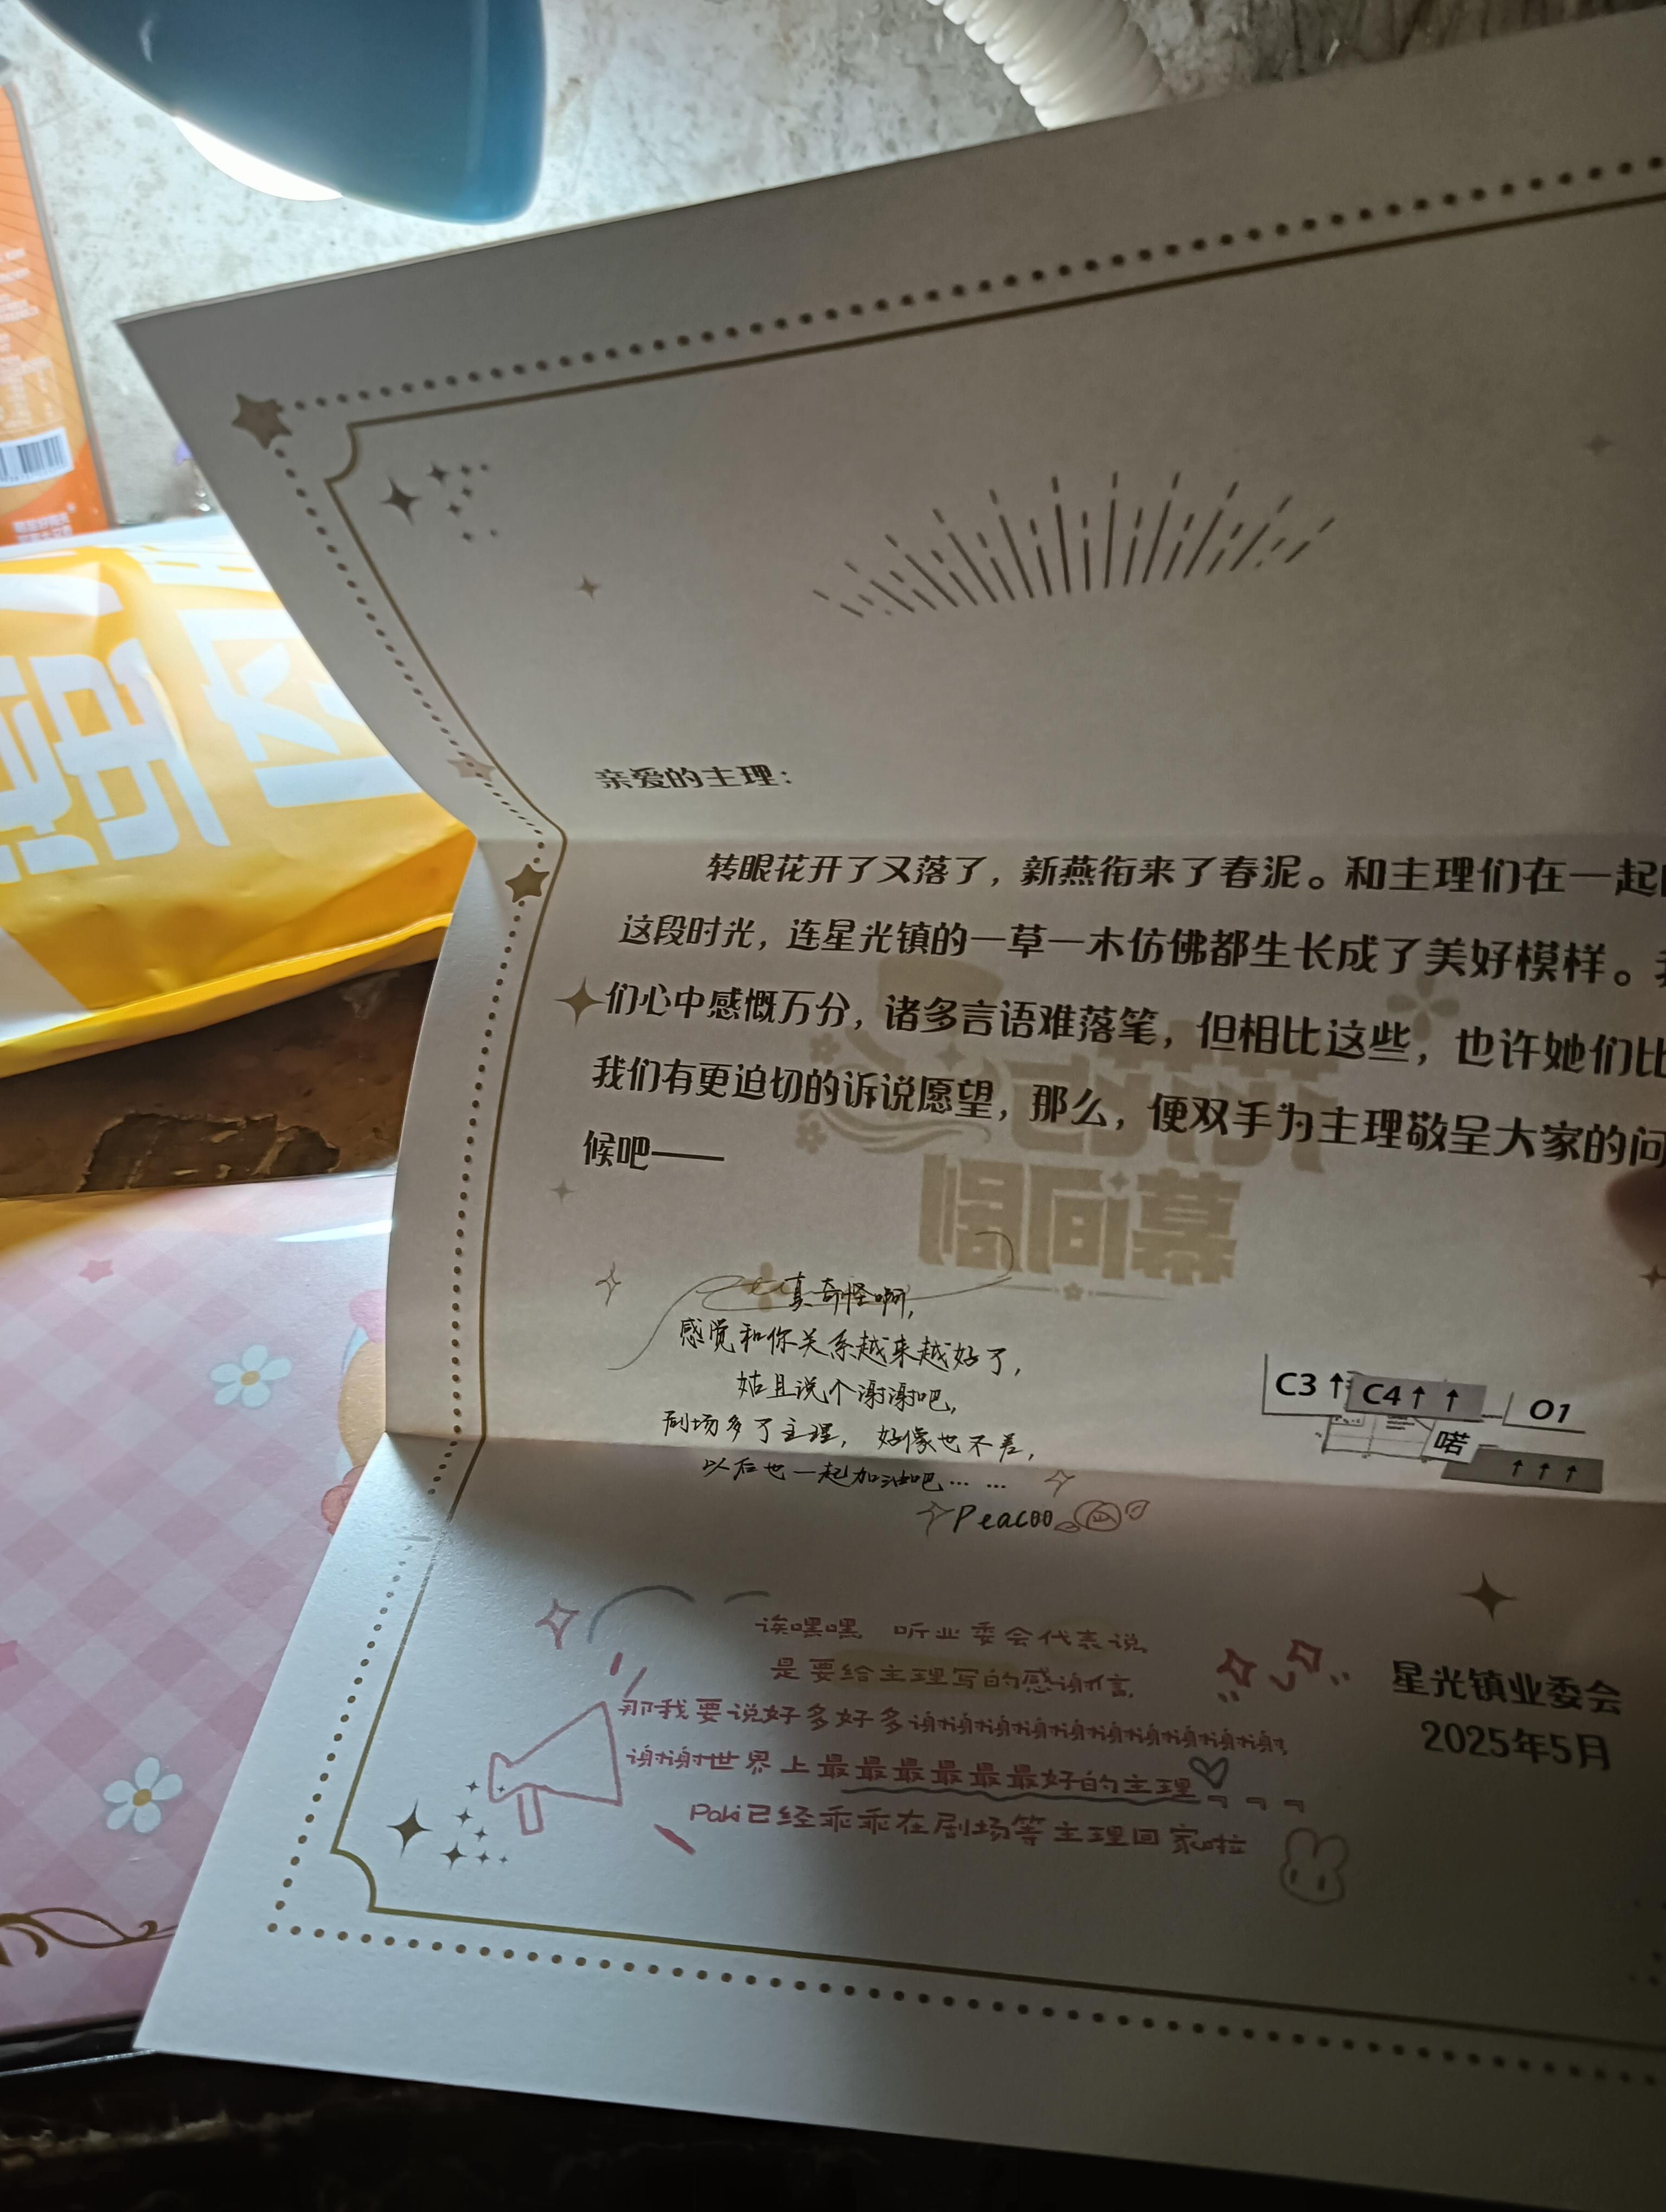 亲爱的主理：
转眼花开了又落了，新燕衔来了春泥。和主理们在一起
这段时光，连星光镇的一草一木仿佛都生长成了美好模样。
们心中感慨万分，诸多言语难落笔，但相比这些，也许她们比
我们有更迫切的诉说愿望，那么，便双手为主理敬呈大家的问
候吧——
幕间剧
真奇怪啊，
感觉和你关系越来越好了，
姑且说个谢谢吧，
剧场多了主理，好像也不差，
以后也一起加油吧……
Peacoo
C3↑ C4↑ ↑ O1
喏
↑ ↑ ↑
诶嘿嘿 听业委会代表说
是要给主理写的感谢信
那我要说好多好多谢谢谢谢谢谢谢谢谢谢
谢谢世界上最最最最最最好的主理
Poki已经乖乖在剧场等主理回家啦
星光镇业委会
2025年5月